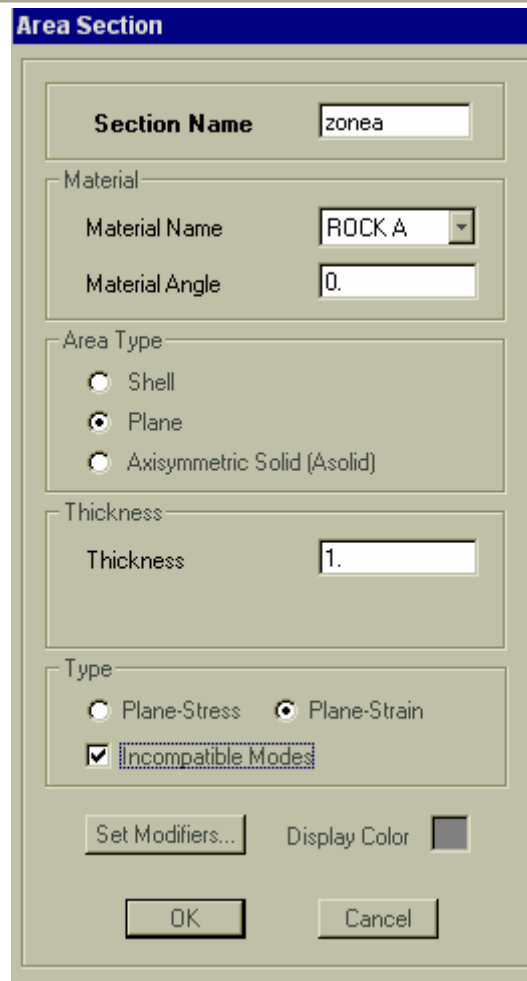 Area Section
Section Name zonea
Material
Material Name ROCK A
Material Angle 0.
Area Type
Shell
Plane
Axisymmetric Solid (Asolid)
Thickness
Thickness 1.
Type
Plane-Stress Plane-Strain
Incompatible Modes
Set Modifiers... Display Color
OK Cancel